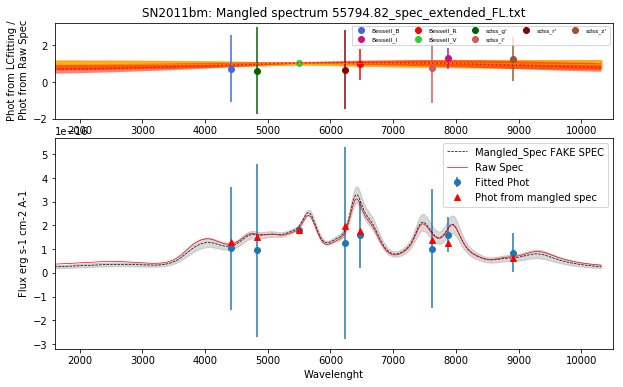 SN2011bm: Mangled spectrum 55794.82_spec_extended_FL.txt
Phot from LCfitting /
Phot from Raw Spec
2
0
−2
Bessell_B
Bessell_I
Bessell_R
Bessell_V
sdss_g'
sdss_i'
sdss_r'
sdss_z'
2000 3000 4000 5000 6000 7000 8000 9000 10000
Flux erg s-1 cm-2 A-1
5
4
3
2
1
0
−1
−2
−3
Mangled_Spec FAKE SPEC
Raw Spec
Fitted Phot
Phot from mangled spec
2000 3000 4000 5000 6000 7000 8000 9000 10000
Wavelenght